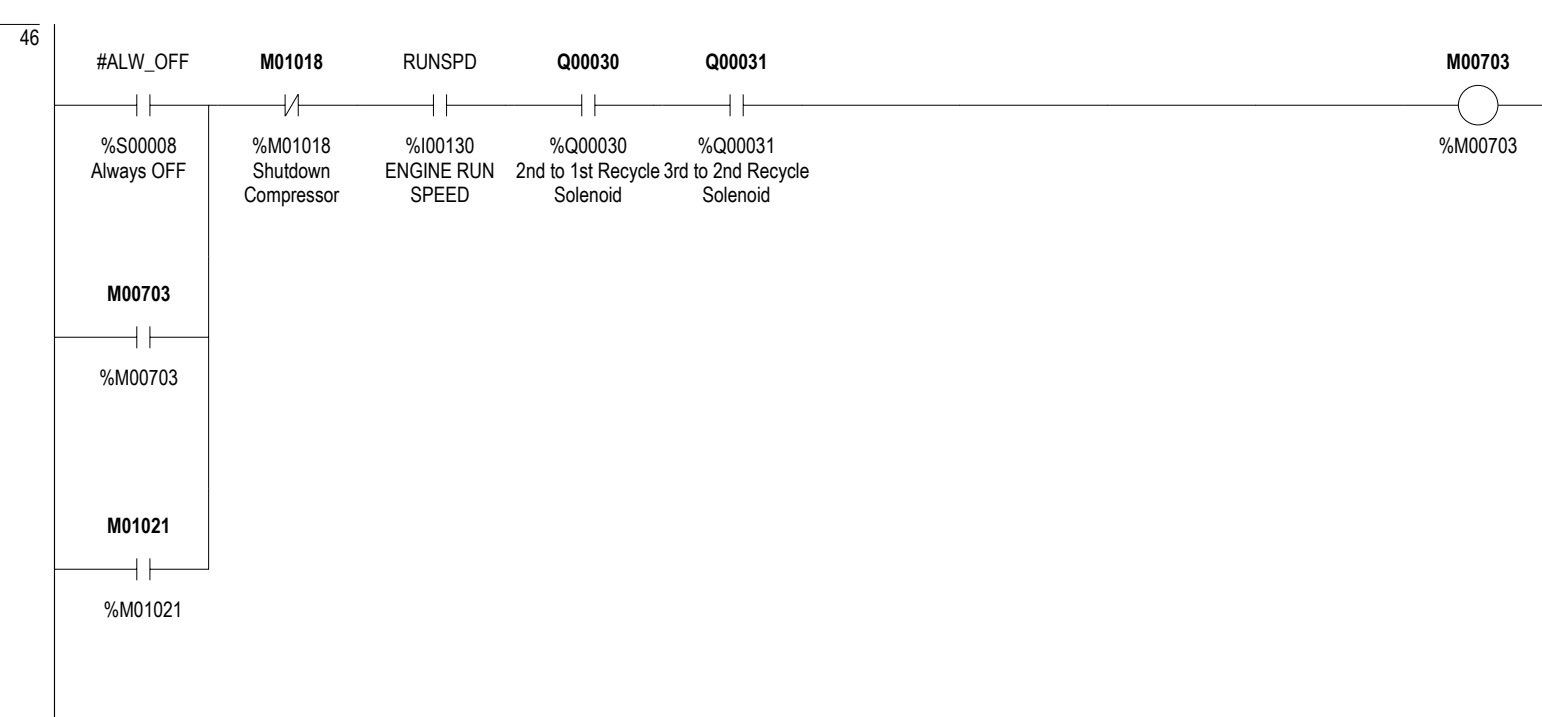 46
#ALW_OFF M01018 RUNSPD Q00030 Q00031 M00703
%S00008 %M01018 %I00130 %Q00030 %Q00031 %M00703
Always OFF Shutdown ENGINE RUN 2nd to 1st Recycle 3rd to 2nd Recycle
Compressor SPEED Solenoid Solenoid
M00703
%M00703
M01021
%M01021